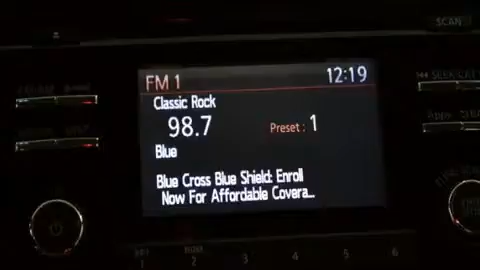 SCAN
FM 1 12:19
Classic Rock
98.7 Preset : 1
Blue
Blue Cross Blue Shield: Enroll
Now For Affordable Covera...
1 2 3 4 5 6